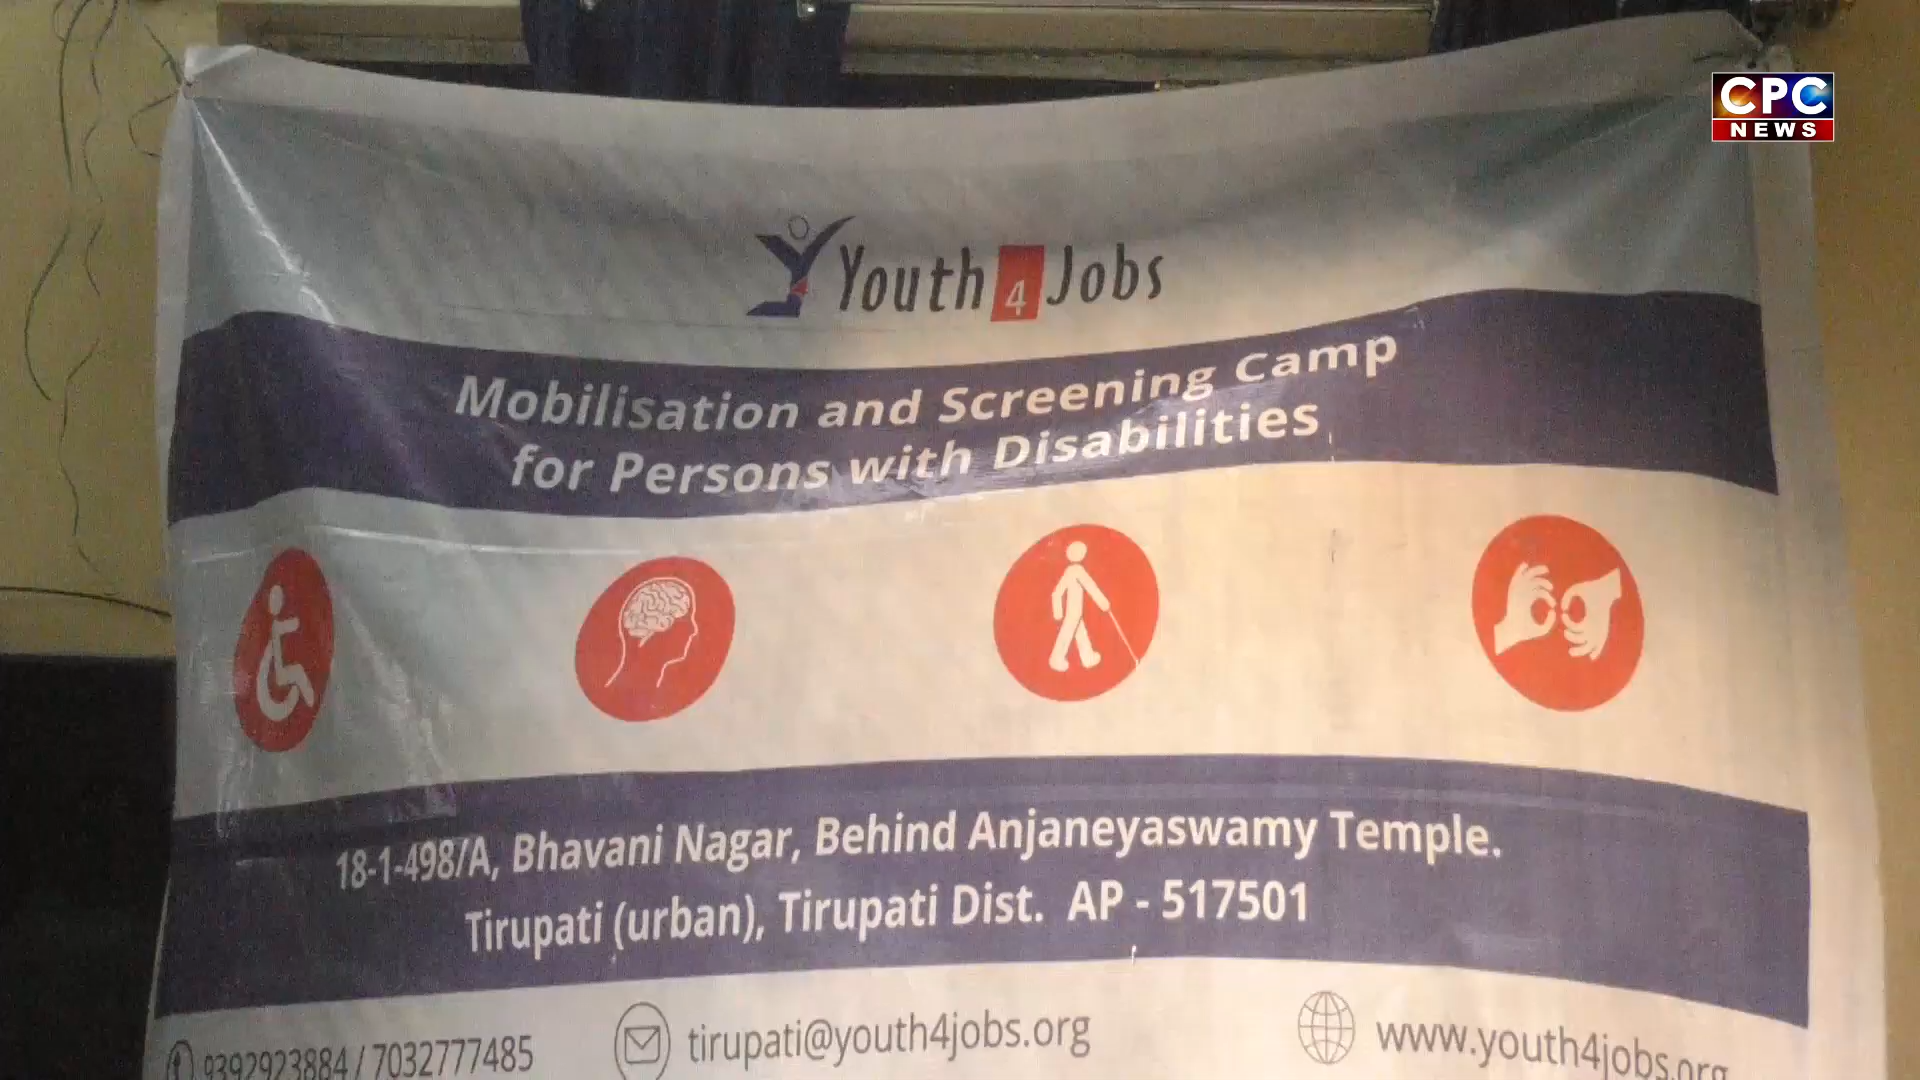 CPC
NEWS
Youth 4 Jobs
Mobilisation and Screening Camp
for Persons with Disabilities
18-1-498/A, Bhavani Nagar, Behind Anjaneyaswamy Temple.
Tirupati (urban), Tirupati Dist. AP - 517501
9392923884 / 7032777485
tirupati@youth4jobs.org
www.youth4jobs.org